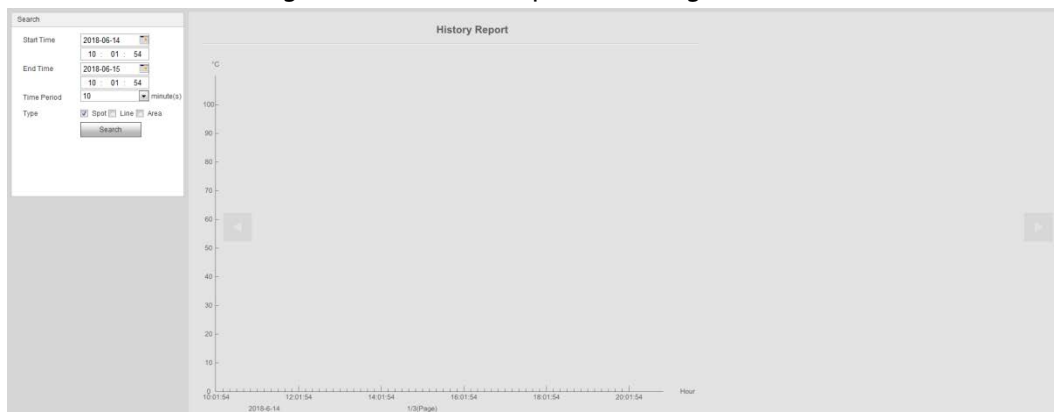 Search
Start Time 2018-06-14
10 : 01 : 54
End Time 2018-06-15
10 : 01 : 54
Time Period 10 minute(s)
Type Spot Line Area
Search
History Report
°C
100
90
80
70
60
50
40
30
20
10
0
10:01:54 12:01:54 14:01:54 16:01:54 18:01:54 20:01:54 Hour
2018-6-14 1/3(Page)